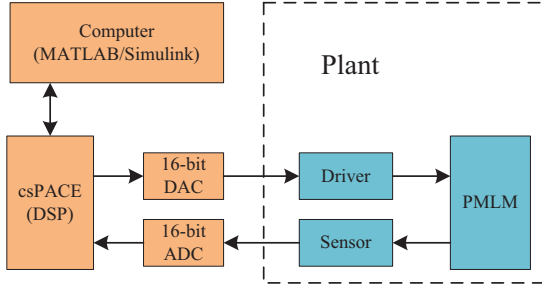 Computer
(MATLAB/Simulink)
Plant
csPACE
(DSP)
16-bit
DAC
Driver
PMLM
16-bit
ADC
Sensor